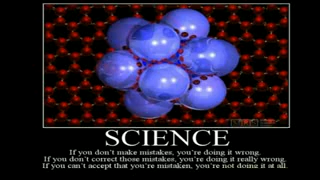 SCIENCE
If you don't make mistakes, you're doing it wrong.
If you don't correct those mistakes, you're doing it really wrong.
If you can't accept that you're mistaken, you're not doing it at all.